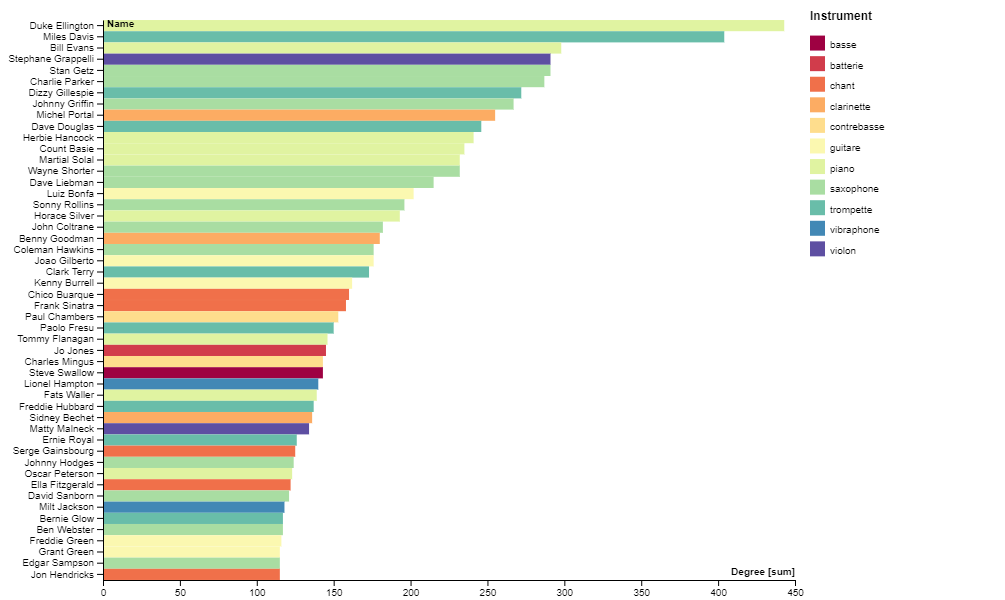 Name
Duke Ellington
Miles Davis
Bill Evans
Stephane Grappelli
Stan Getz
Charlie Parker
Dizzy Gillespie
Johnny Griffin
Michel Portal
Dave Douglas
Herbie Hancock
Count Basie
Martial Solal
Wayne Shorter
Dave Liebman
Luiz Bonfa
Sonny Rollins
Horace Silver
John Coltrane
Benny Goodman
Coleman Hawkins
Joao Gilberto
Clark Terry
Kenny Burrell
Chico Buarque
Frank Sinatra
Paul Chambers
Paolo Fresu
Tommy Flanagan
Jo Jones
Charles Mingus
Steve Swallow
Lionel Hampton
Fats Waller
Freddie Hubbard
Sidney Bechet
Matty Malneck
Ernie Royal
Serge Gainsbourg
Johnny Hodges
Oscar Peterson
Ella Fitzgerald
David Sanborn
Milt Jackson
Bernie Glow
Ben Webster
Freddie Green
Grant Green
Edgar Sampson
Jon Hendricks
Degree [sum]
0 50 100 150 200 250 300 350 400 450
Instrument
basse
batterie
chant
clarinette
contrebasse
guitare
piano
saxophone
trompette
vibraphone
violon